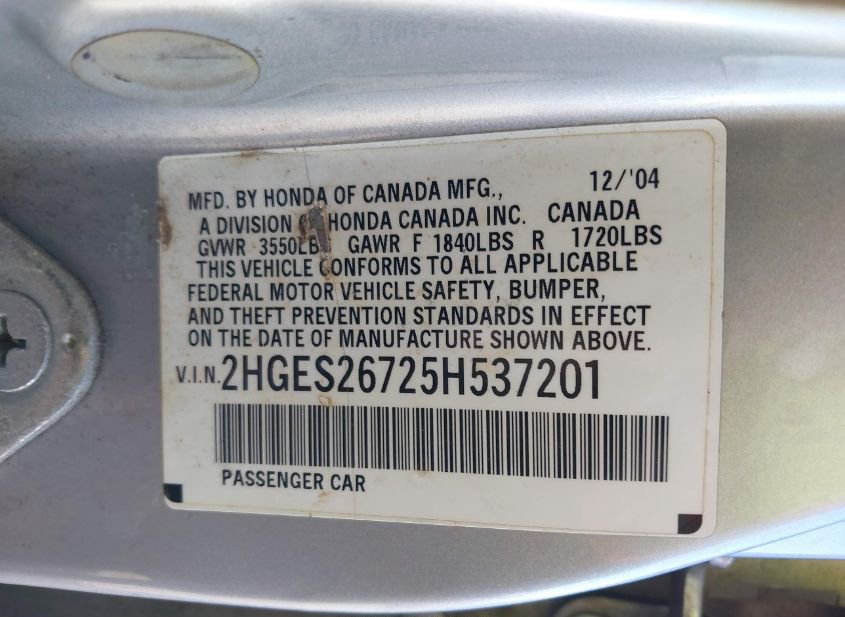 MFD. BY HONDA OF CANADA MFG., 12/'04
A DIVISION HONDA CANADA INC. CANADA
GVWR 3550LB GAWR F 1840LBS R 1720LBS
THIS VEHICLE CONFORMS TO ALL APPLICABLE
FEDERAL MOTOR VEHICLE SAFETY, BUMPER,
AND THEFT PREVENTION STANDARDS IN EFFECT
ON THE DATE OF MANUFACTURE SHOWN ABOVE.
V.I.N. 2HGES26725H537201
PASSENGER CAR